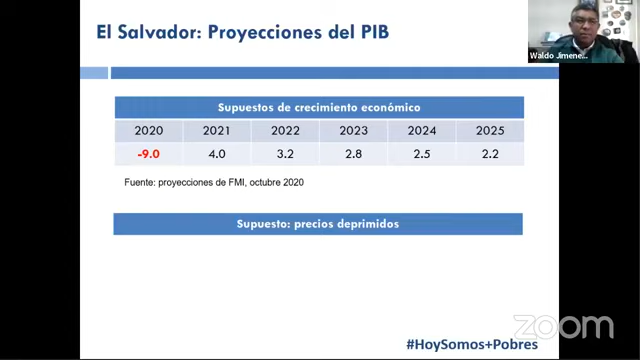 El Salvador: Proyecciones del PIB
Waldo Jimene...
Supuestos de crecimiento económico
2020 2021 2022 2023 2024 2025
-9.0 4.0 3.2 2.8 2.5 2.2
Fuente: proyecciones de FMI, octubre 2020
Supuesto: precios deprimidos
zoom
#HoySomos+Pobres